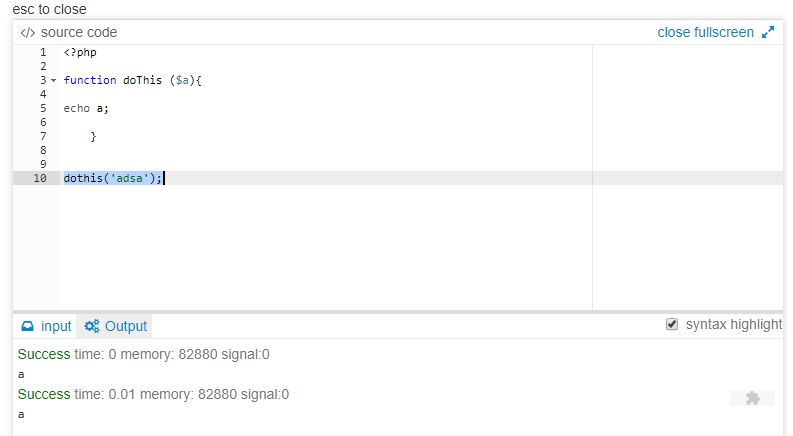 esc to close
</> source code close fullscreen
1 <?php
2
3 function doThis ($a){
4
5 echo a;
6
7 }
8
9
10 dothis('adsa');
input Output syntax highlight
Success time: 0 memory: 82880 signal:0
a
Success time: 0.01 memory: 82880 signal:0
a